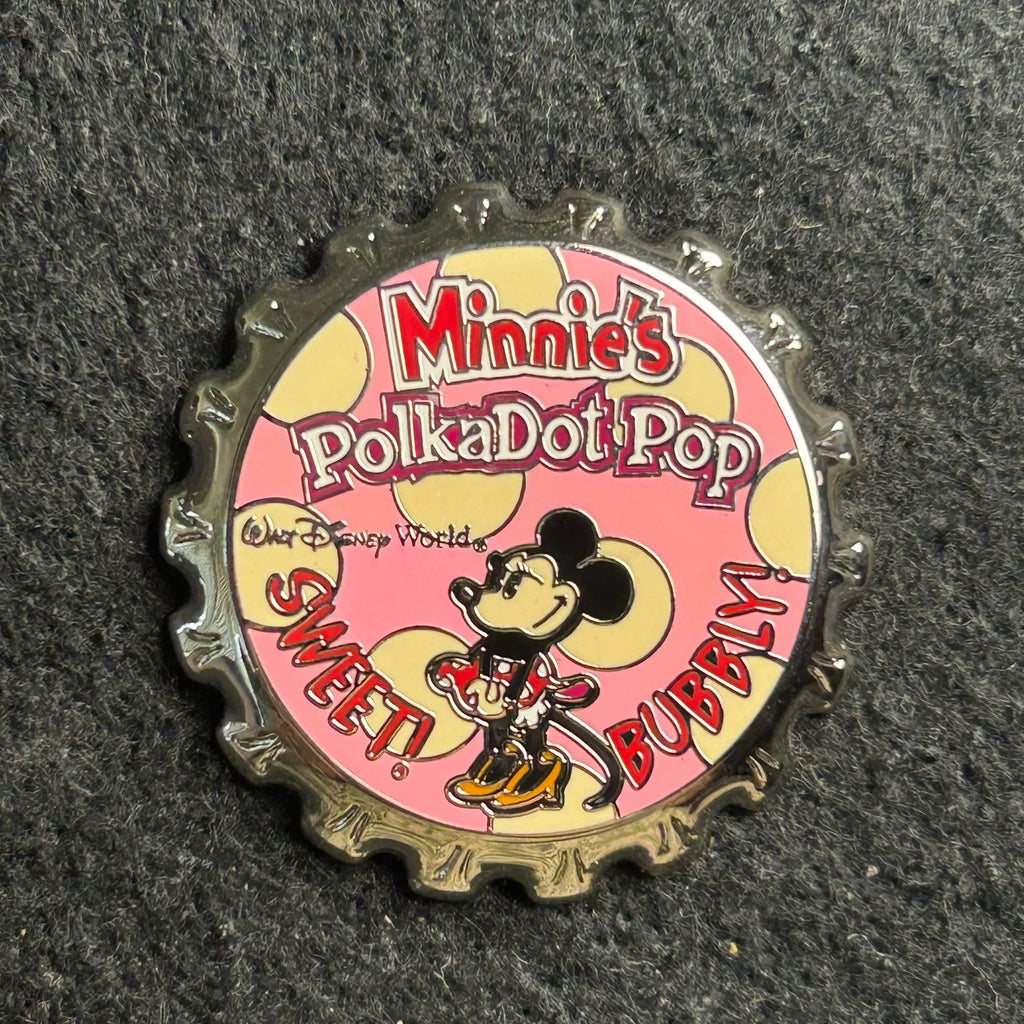 Minnie's
PolkaDot Pop
Walt Disney World®
SWEET!
BUBBLY!